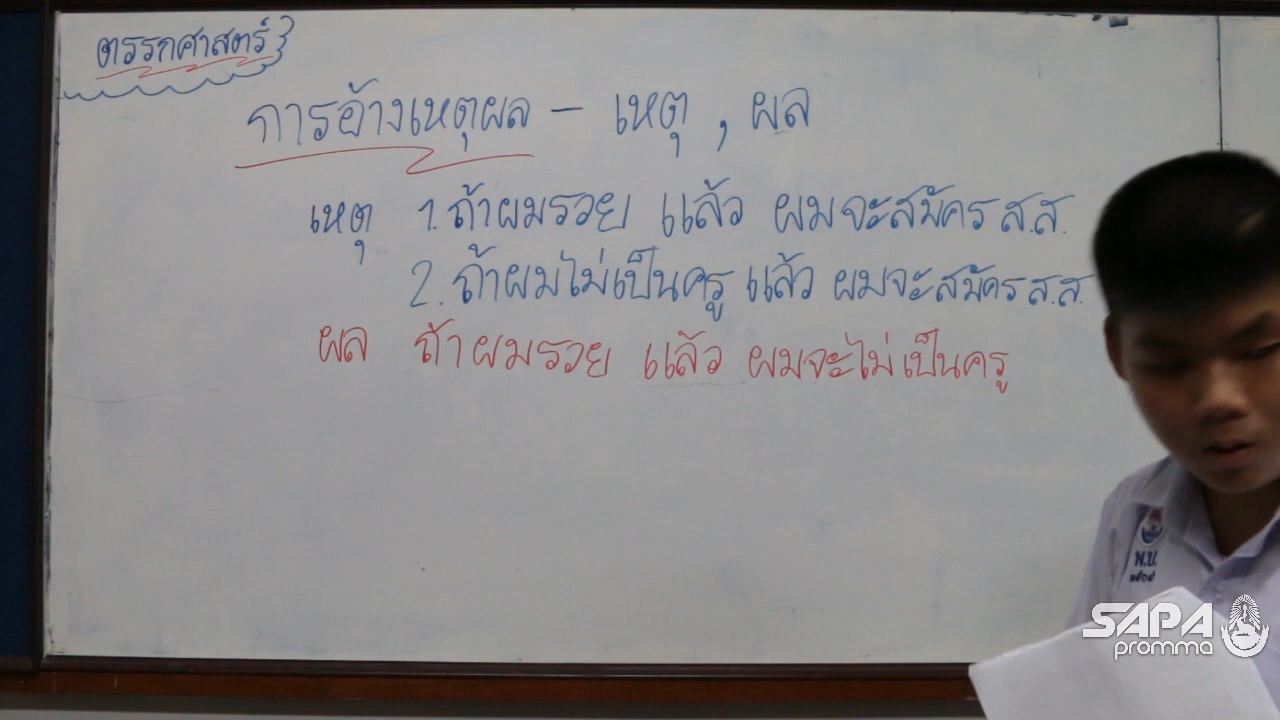 ตรรกศาสตร์
การอ้างเหตุผล - เหตุ , ผล
เหตุ 1. ถ้าผมรวย แล้ว ผมจะสมัคร ส.ส.
2. ถ้าผมไม่เป็นครู แล้ว ผมจะสมัคร ส.ส.
ผล ถ้าผมรวย แล้ว ผมจะไม่เป็นครู
พ.บ.
SAPA
promma